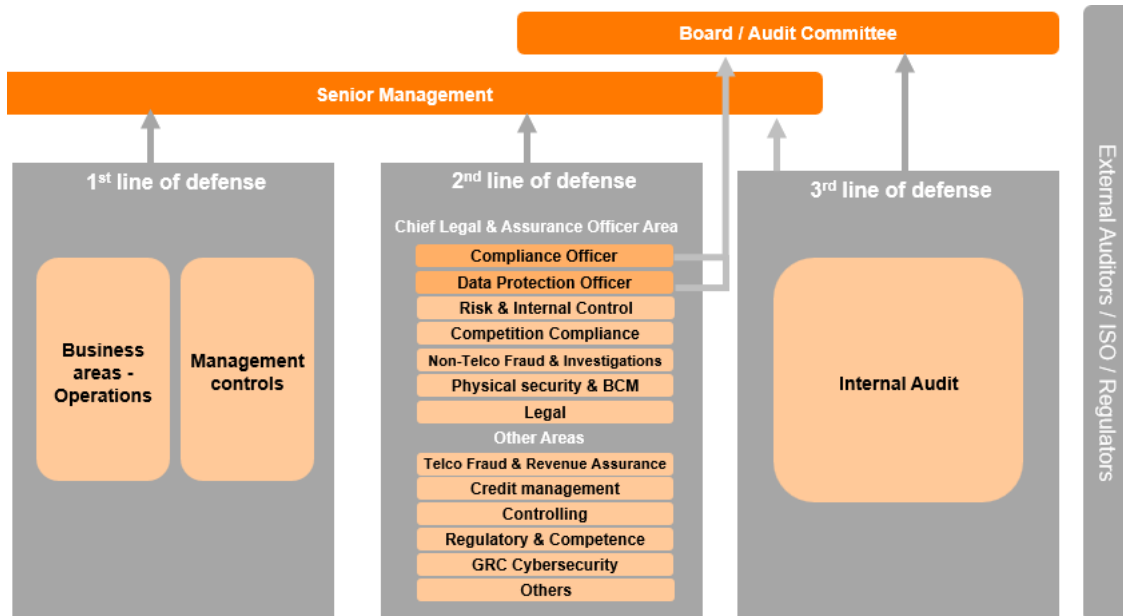 Board / Audit Committee
Senior Management
1st line of defense
Business
areas -
Operations
Management
controls
2nd line of defense
Chief Legal & Assurance Officer Area
Compliance Officer
Data Protection Officer
Risk & Internal Control
Competition Compliance
Non-Telco Fraud & Investigations
Physical security & BCM
Legal
Other Areas
Telco Fraud & Revenue Assurance
Credit management
Controlling
Regulatory & Competence
GRC Cybersecurity
Others
3rd line of defense
Internal Audit
External Auditors / ISO / Regulators